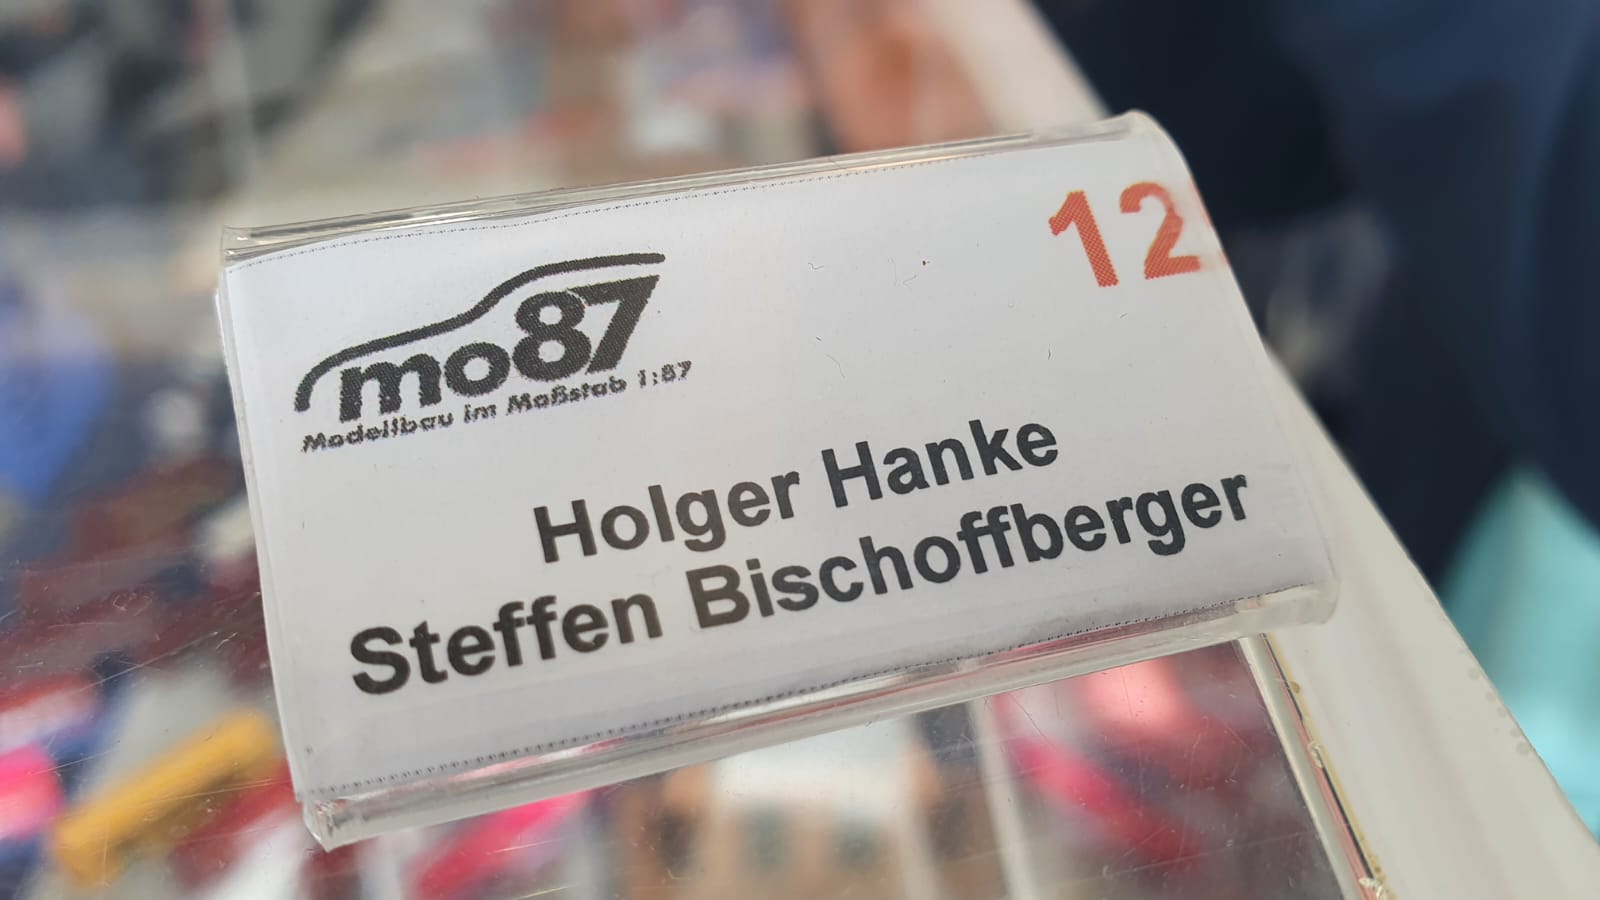 12
mo87
Modellbau im Maßstab 1:87
Holger Hanke
Steffen Bischoffberger